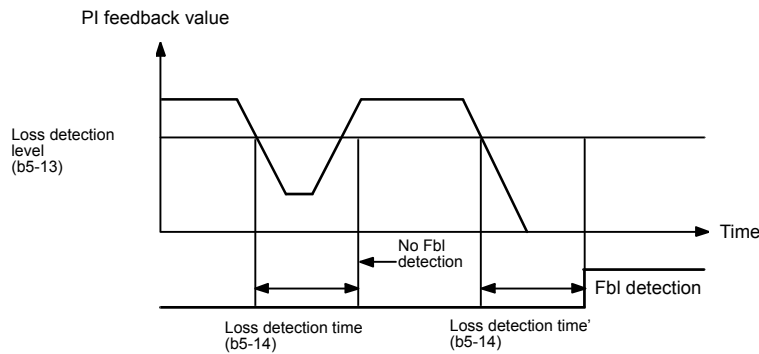 PI feedback value
Loss detection
level
(b5-13)
Time
No Fbl
detection
Fbl detection
Loss detection time
(b5-14)
Loss detection time’
(b5-14)